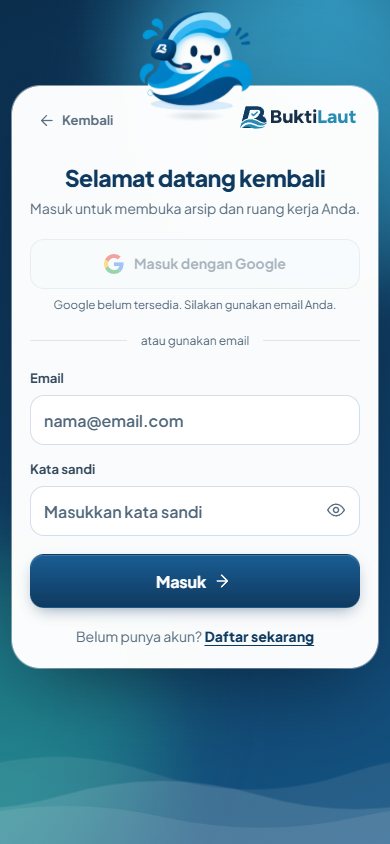 Kembali
BuktiLaut
Selamat datang kembali
Masuk untuk membuka arsip dan ruang kerja Anda.
Masuk dengan Google
Google belum tersedia. Silakan gunakan email Anda.
atau gunakan email
Email
nama@email.com
Kata sandi
Masukkan kata sandi
Masuk
Belum punya akun? Daftar sekarang